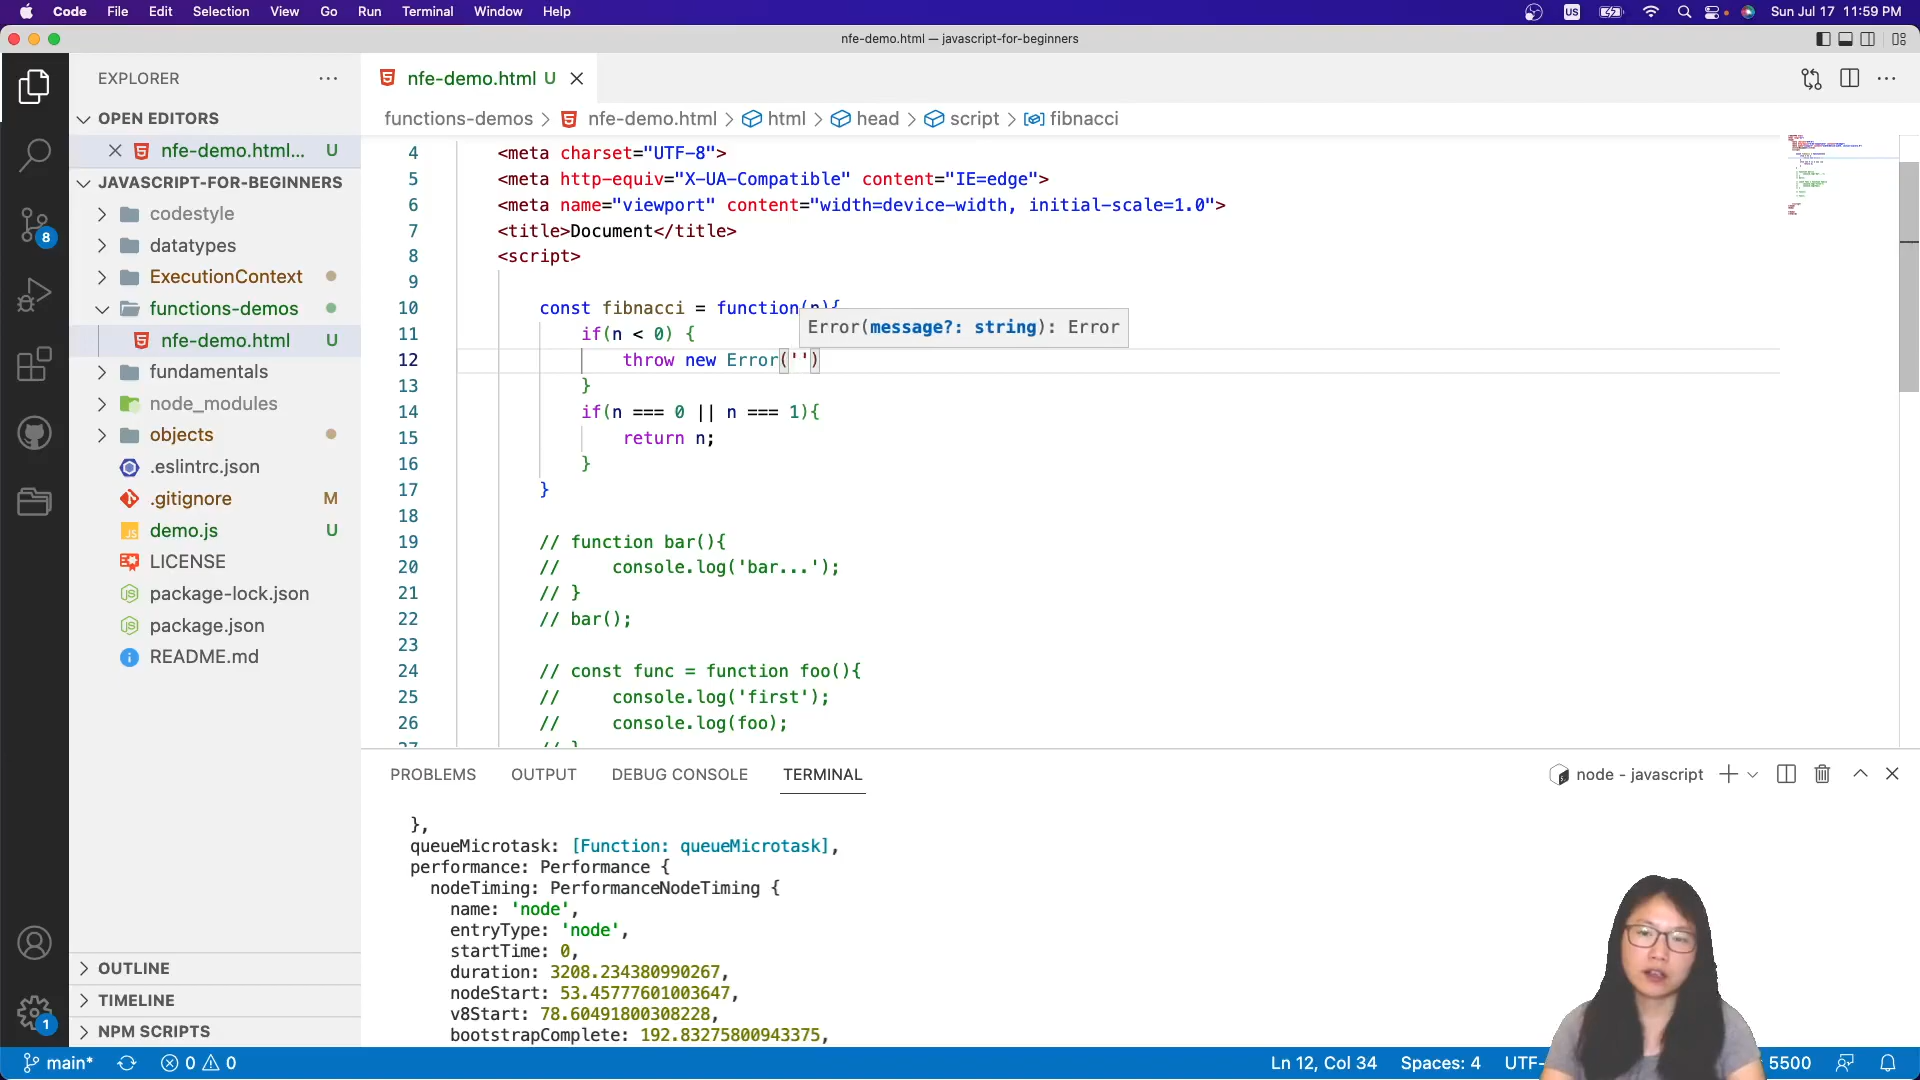 Code File Edit Selection View Go Run Terminal Window Help
US
Sun Jul 17 11:59 PM
nfe-demo.html — javascript-for-beginners
EXPLORER
OPEN EDITORS
nfe-demo.html... U
JAVASCRIPT-FOR-BEGINNERS
codestyle
datatypes
ExecutionContext
functions-demos
nfe-demo.html U
fundamentals
node_modules
objects
.eslintrc.json
.gitignore M
demo.js U
LICENSE
package-lock.json
package.json
README.md
OUTLINE
TIMELINE
NPM SCRIPTS
8
1
nfe-demo.html U
functions-demos > nfe-demo.html > html > head > script > fibnacci
4 <meta charset="UTF-8">
5 <meta http-equiv="X-UA-Compatible" content="IE=edge">
6 <meta name="viewport" content="width=device-width, initial-scale=1.0">
7 <title>Document</title>
8 <script>
9
10 const fibnacci = function(n){
Error(message?: string): Error
11 if(n < 0) {
12 throw new Error('')
13 }
14 if(n === 0 || n === 1){
15 return n;
16 }
17 }
18
19 // function bar(){
20 // console.log('bar...');
21 // }
22 // bar();
23
24 // const func = function foo(){
25 // console.log('first');
26 // console.log(foo);
27 // }
PROBLEMS OUTPUT DEBUG CONSOLE TERMINAL
node - javascript
},
queueMicrotask: [Function: queueMicrotask],
performance: Performance {
nodeTiming: PerformanceNodeTiming {
name: 'node',
entryType: 'node',
startTime: 0,
duration: 3208.234380990267,
nodeStart: 53.45777601003647,
v8Start: 78.60491800308228,
bootstrapComplete: 192.83275800943375,
main* 0 0
Ln 12, Col 34 Spaces: 4 UTF- 5500